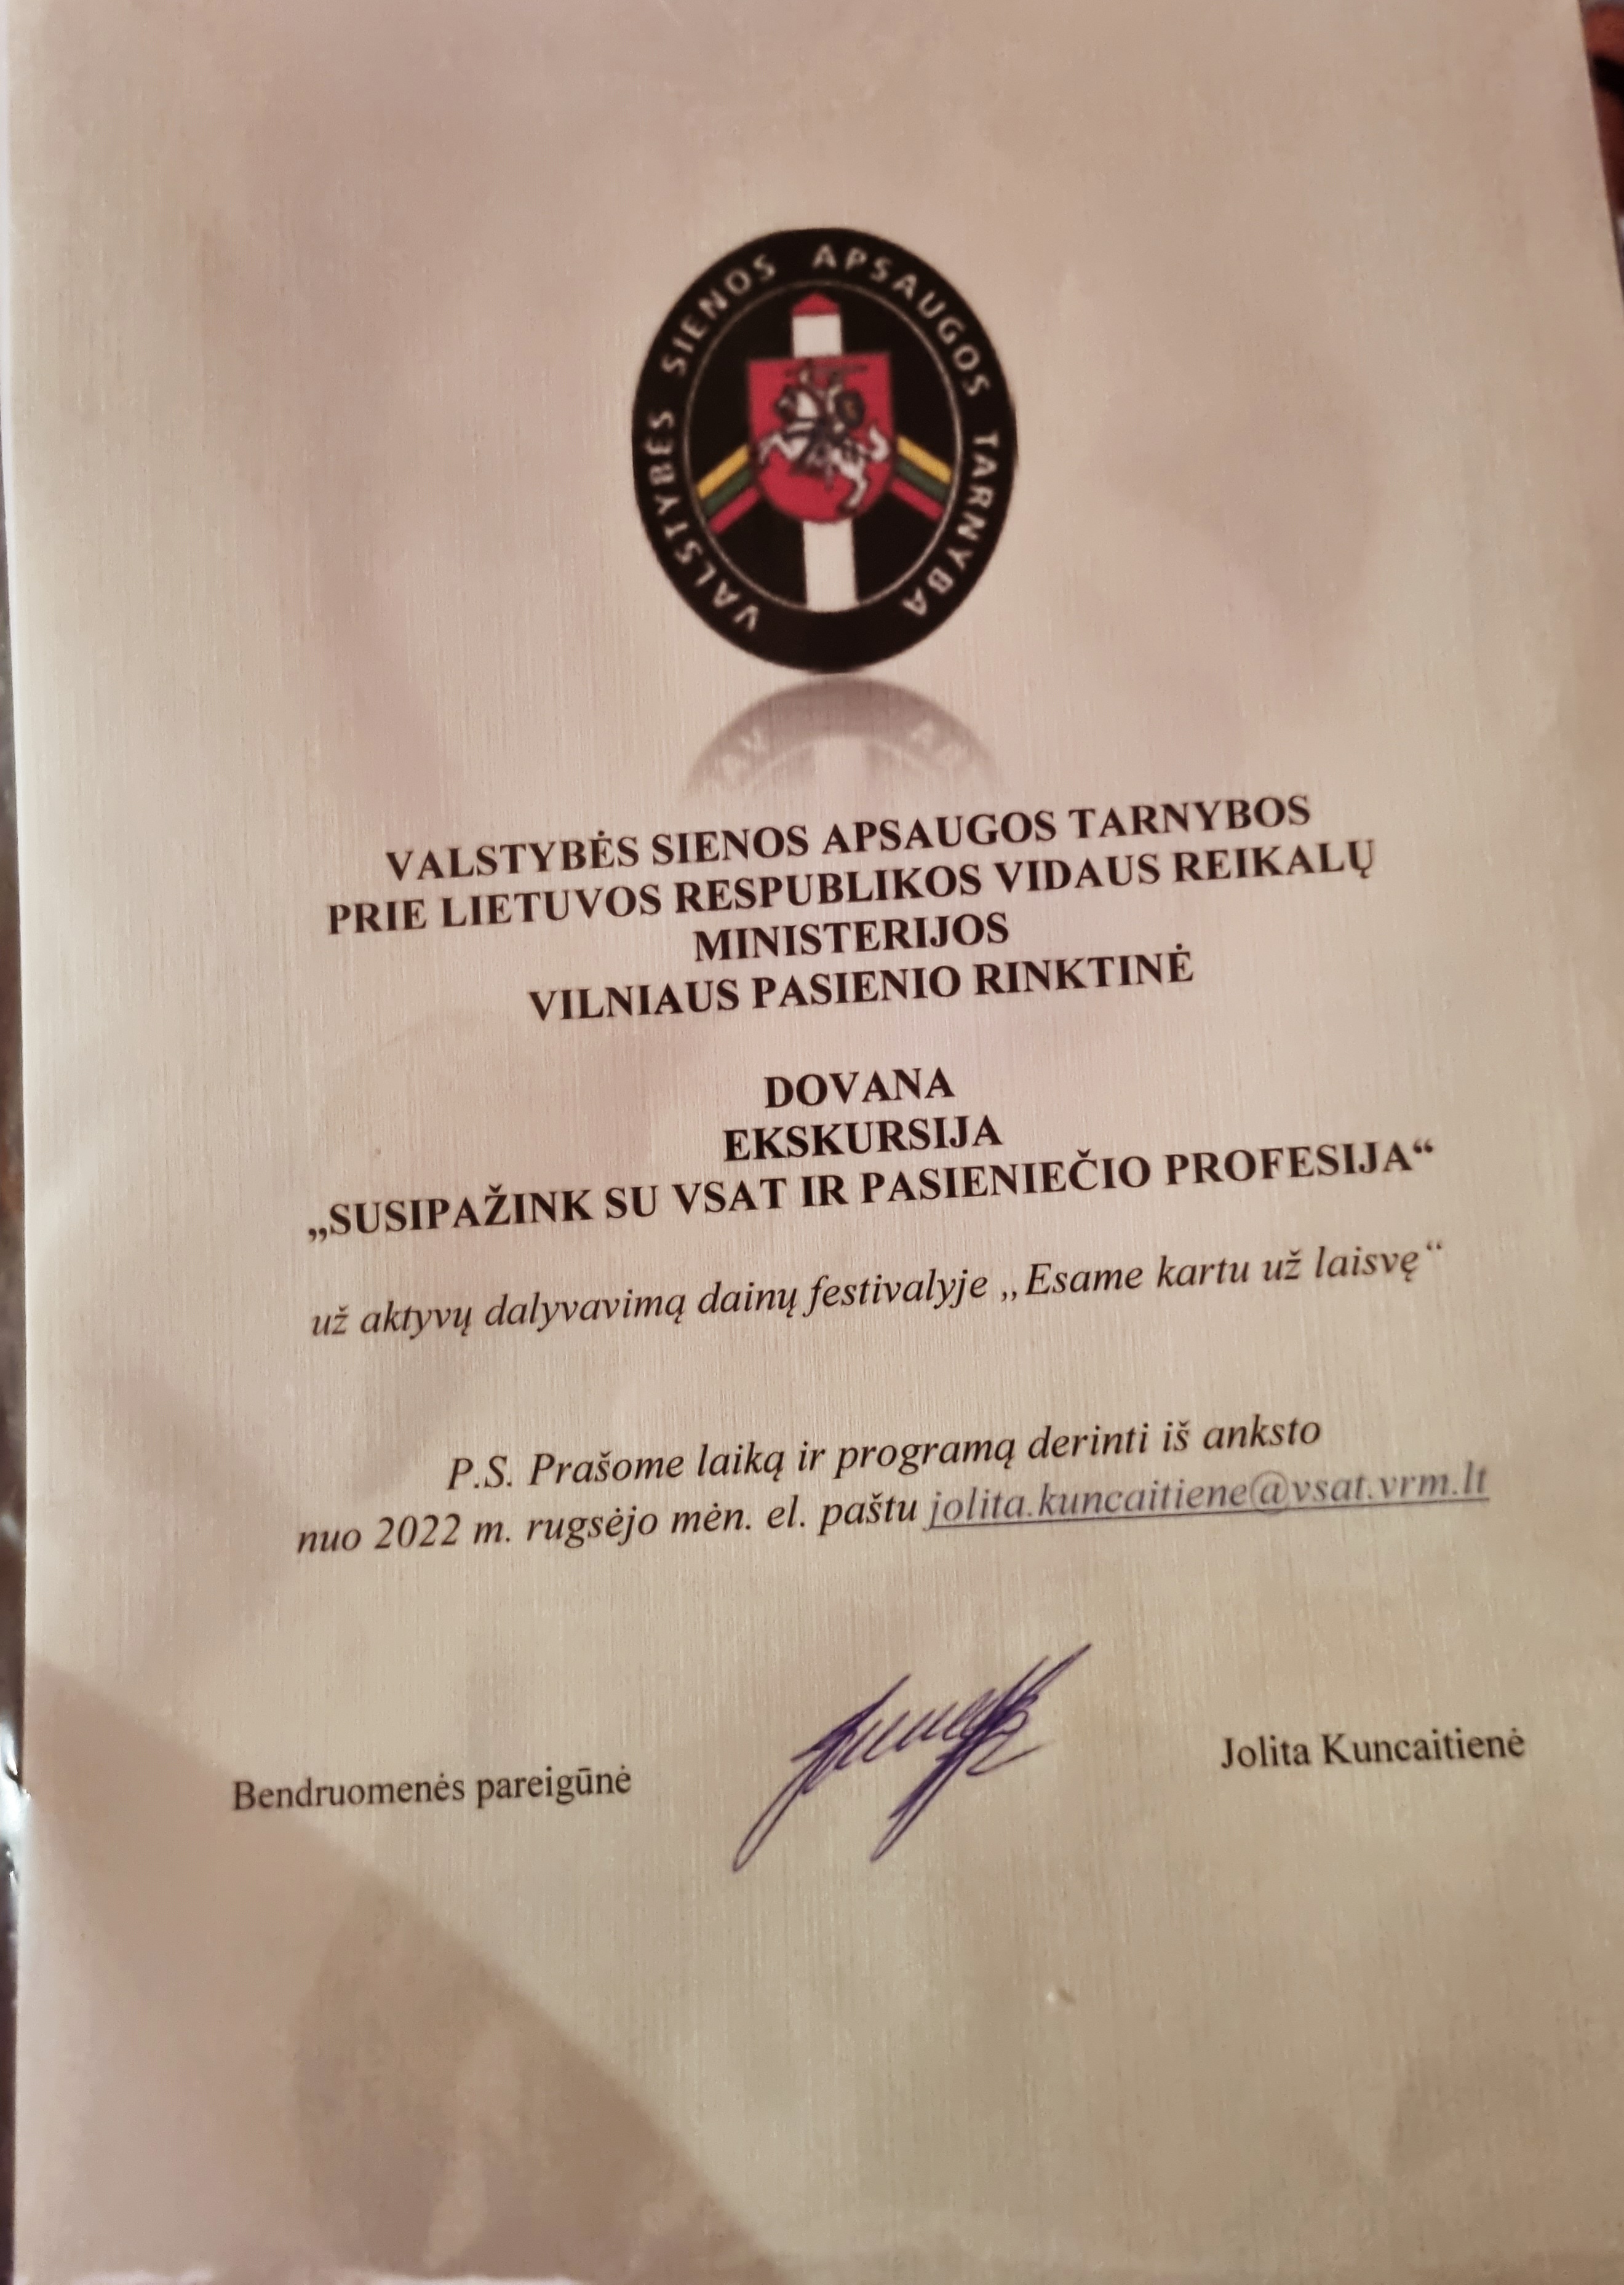 VALSTYBĖS SIENOS APSAUGOS TARNYBA
VALSTYBĖS SIENOS APSAUGOS TARNYBOS
PRIE LIETUVOS RESPUBLIKOS VIDAUS REIKALŲ
MINISTERIJOS
VILNIAUS PASIENIO RINKTINĖ
DOVANA
EKSKURSIJA
„SUSIPAŽINK SU VSAT IR PASIENIEČIO PROFESIJA“
už aktyvų dalyvavimą dainų festivalyje „Esame kartu už laisvę“
P.S. Prašome laiką ir programą derinti iš anksto
nuo 2022 m. rugsėjo mėn. el. paštu jolita.kuncaitiene@vsat.vrm.lt
Bendruomenės pareigūnė Jolita Kuncaitienė